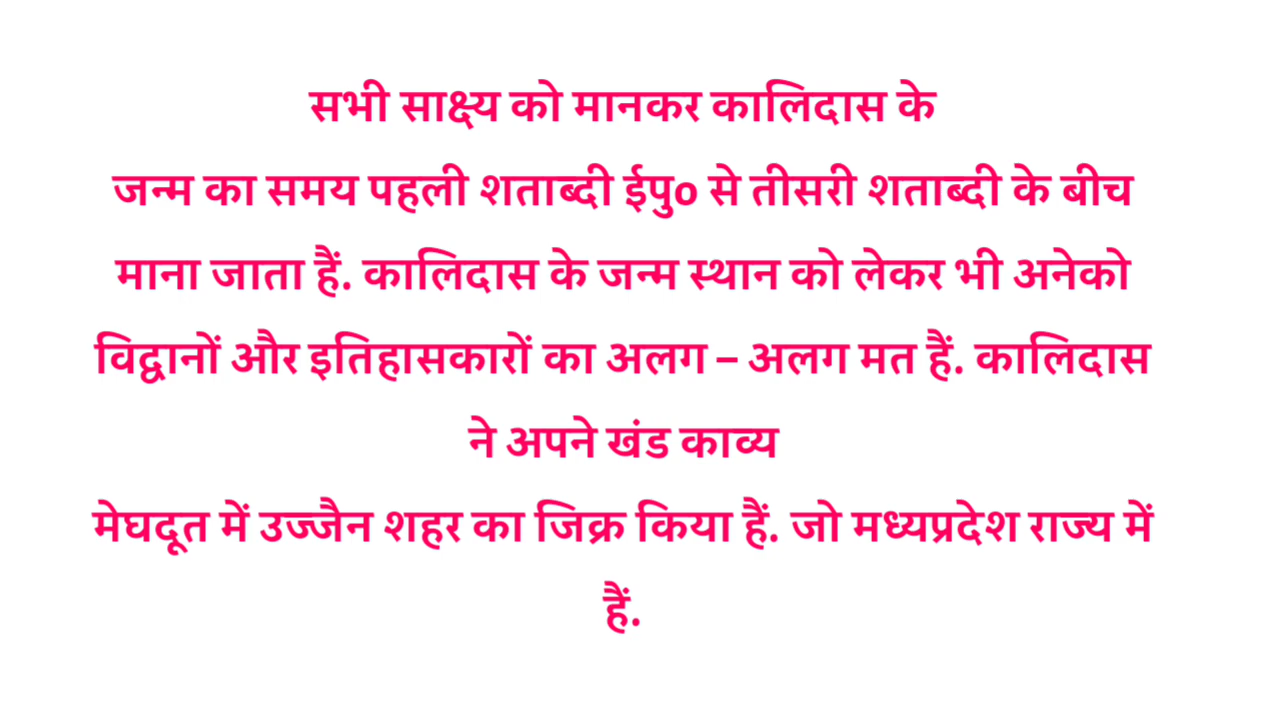 सभी साक्ष्य को मानकर कालिदास के
जन्म का समय पहली शताब्दी ईपुo से तीसरी शताब्दी के बीच
माना जाता हैं. कालिदास के जन्म स्थान को लेकर भी अनेको
विद्वानों और इतिहासकारों का अलग – अलग मत हैं. कालिदास
ने अपने खंड काव्य
मेघदूत में उज्जैन शहर का जिक्र किया हैं. जो मध्यप्रदेश राज्य में
हैं.